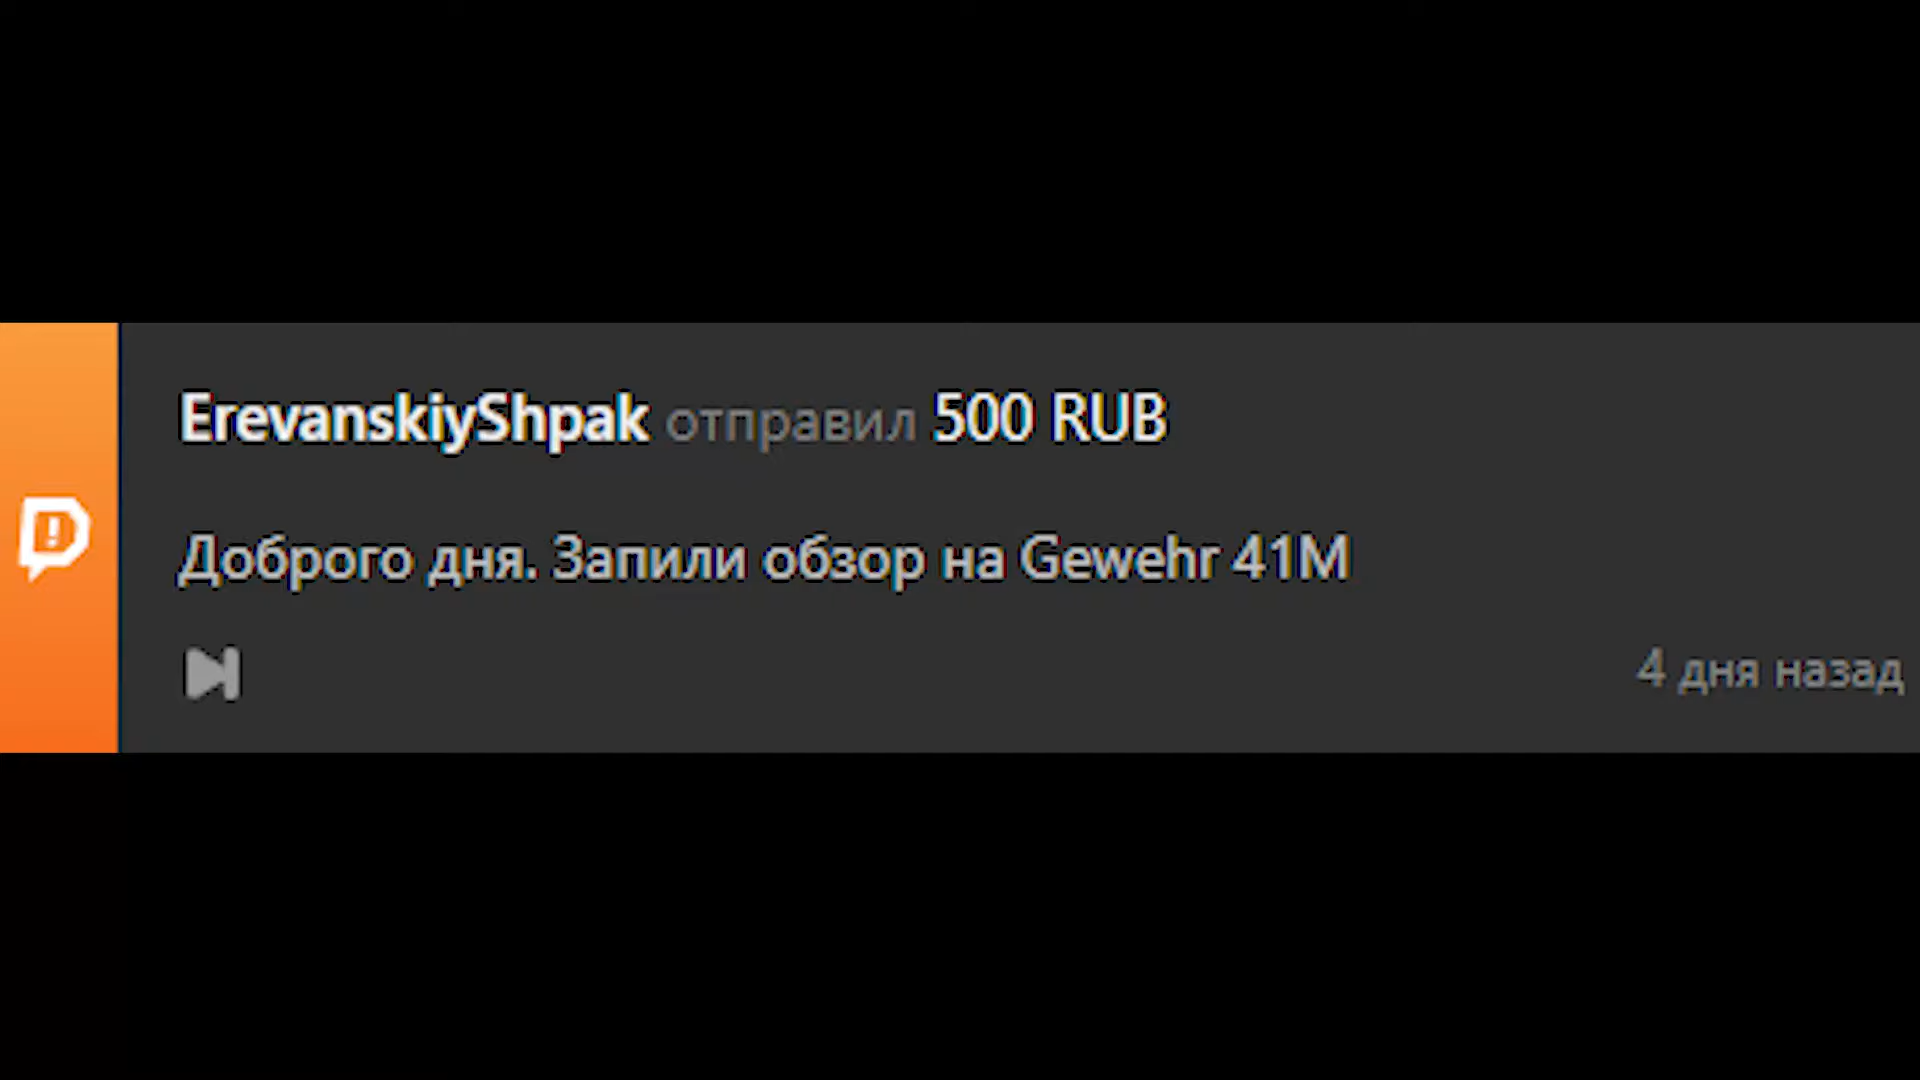 ErevanskiyShpak отправил 500 RUB
Доброго дня. Запили обзор на Gewehr 41M
4 дня назад